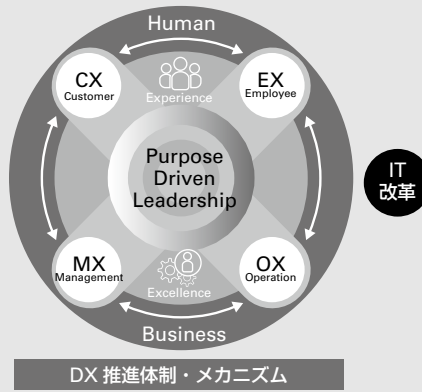 Human
CX
Customer
Experience
EX
Employee
Purpose
Driven
Leadership
IT
改革
MX
Management
Excellence
OX
Operation
Business
DX 推進体制・メカニズム